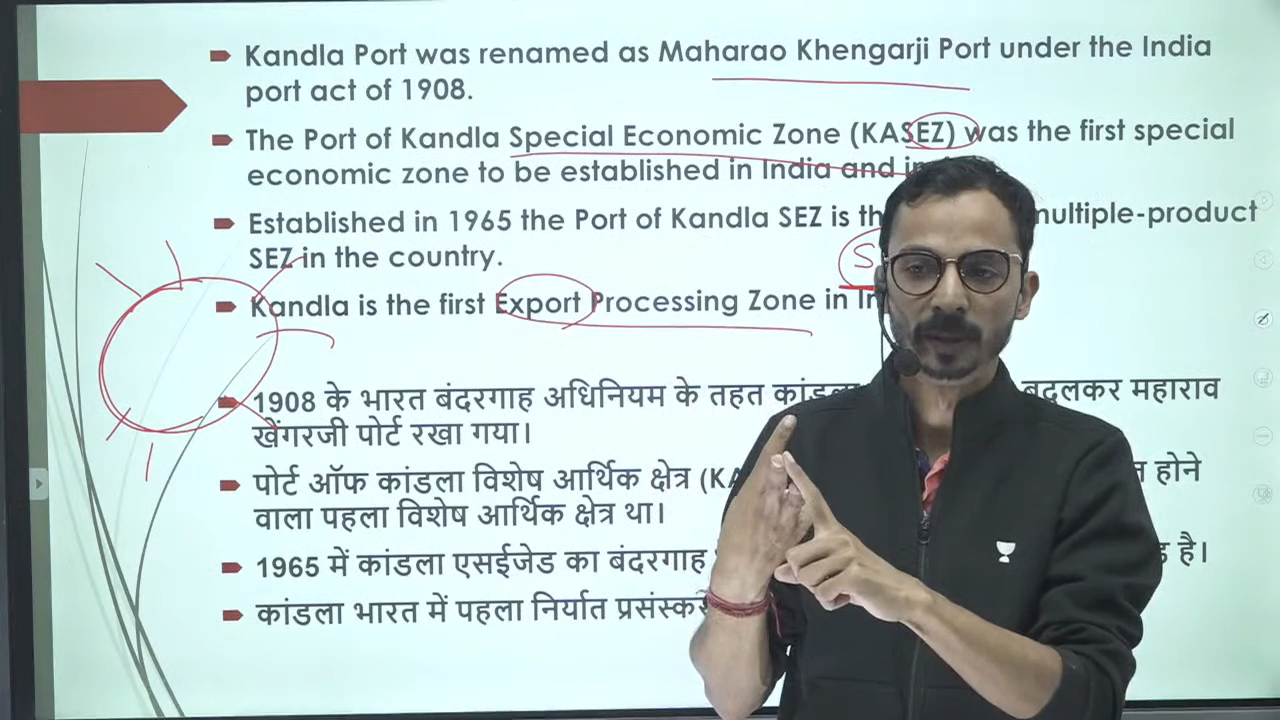 Kandla Port was renamed as Maharao Khengarji Port under the India
port act of 1908.
The Port of Kandla Special Economic Zone (KASEZ) was the first special
economic zone to be established in India and in
Established in 1965 the Port of Kandla SEZ is multiple-product
SEZ in the country.
S
Kandla is the first Export Processing Zone in
1908 के भारत बंदरगाह अधिनियम के तहत बदलकर महाराव
खेंगरजी पोर्ट रखा गया।
पोर्ट ऑफ कांडला विशेष आर्थिक क्षेत्र होने
वाला पहला विशेष आर्थिक क्षेत्र था।
1965 में कांडला एसईजेड का बंदरगाह है।
कांडला भारत में पहला निर्यात